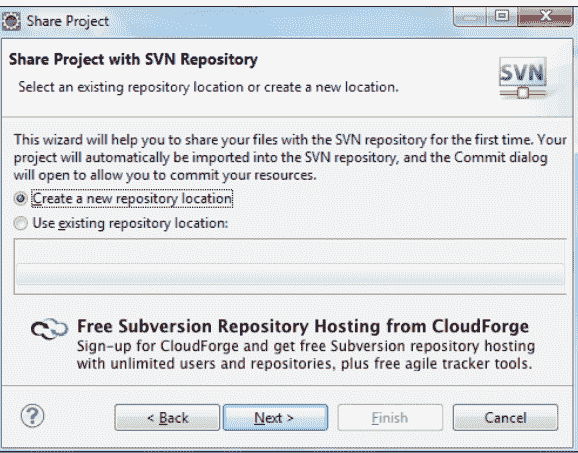 Share Project
Share Project with SVN Repository
Select an existing repository location or create a new location.
SVN
This wizard will help you to share your files with the SVN repository for the first time. Your
project will automatically be imported into the SVN repository, and the Commit dialog
will open to allow you to commit your resources.
Create a new repository location
Use existing repository location:
Free Subversion Repository Hosting from CloudForge
Sign-up for CloudForge and get free Subversion repository hosting
with unlimited users and repositories, plus free agile tracker tools.
? < Back Next > Finish Cancel